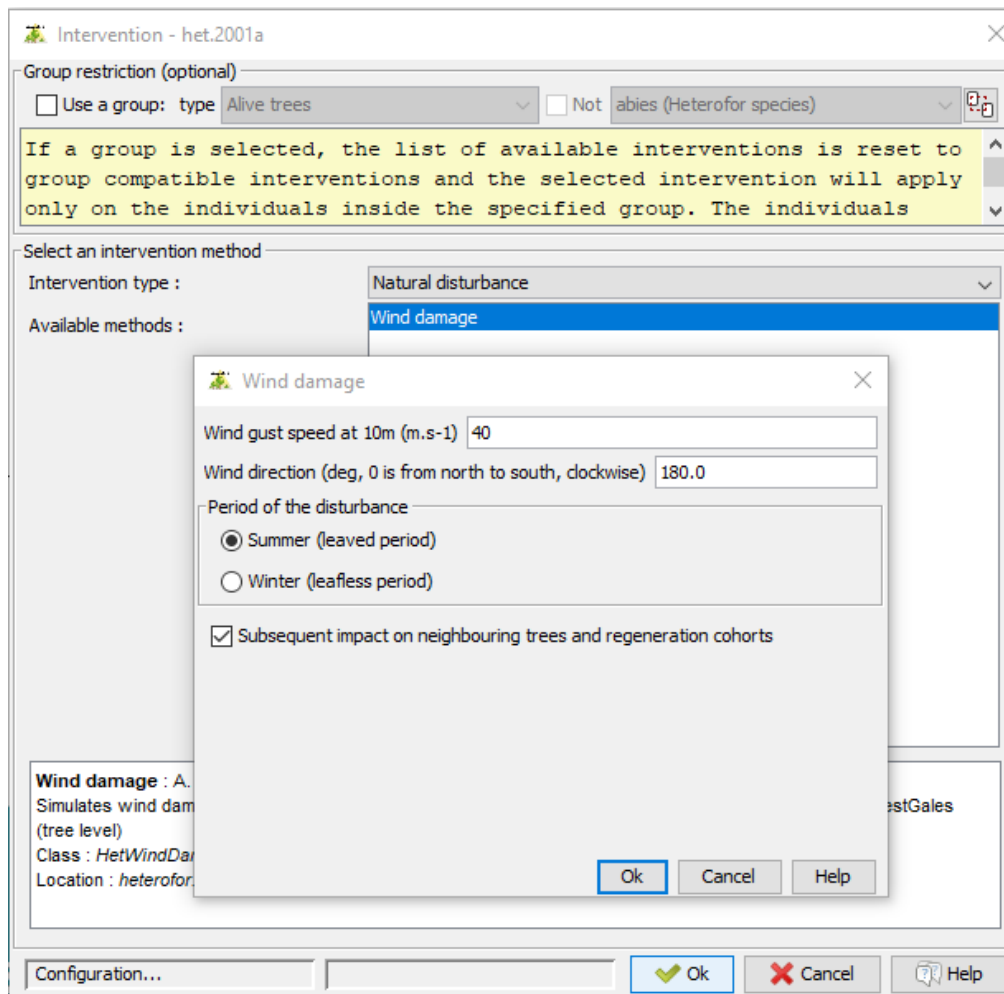 Intervention - het.2001a
Group restriction (optional)
Use a group: type Alive trees Not abies (Heterofor species)
If a group is selected, the list of available interventions is reset to
group compatible interventions and the selected intervention will apply
only on the individuals inside the specified group. The individuals
Select an intervention method
Intervention type : Natural disturbance
Available methods : Wind damage
Wind damage
Wind gust speed at 10m (m.s-1) 40
Wind direction (deg, 0 is from north to south, clockwise) 180.0
Period of the disturbance
Summer (leaved period)
Winter (leafless period)
Subsequent impact on neighbouring trees and regeneration cohorts
Ok Cancel Help
Wind damage : A.
Simulates wind dam estGales
(tree level)
Class : HetWindDa
Location : heterofor.
Configuration... Ok Cancel Help